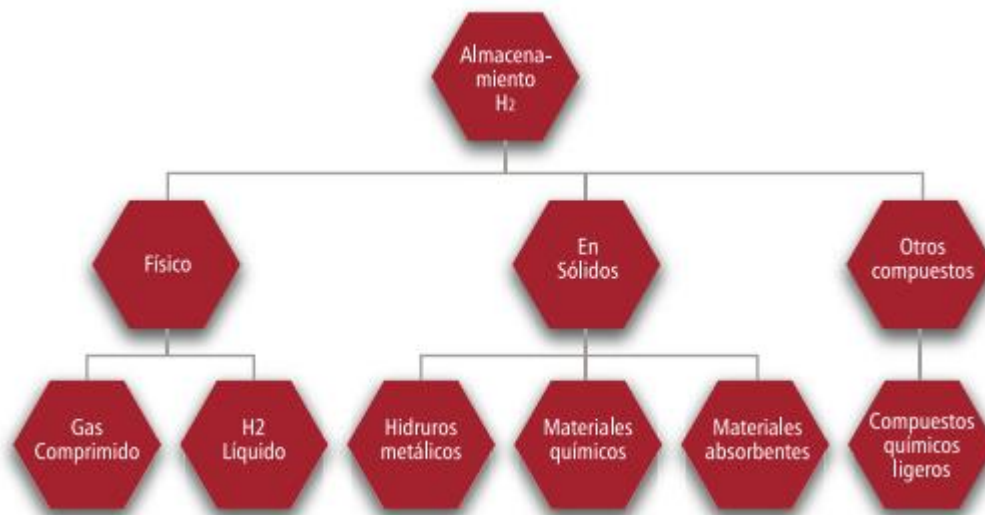 Almacena-
miento
H₂
Físico
En
Sólidos
Otros
compuestos
Gas
Comprimido
H2
Líquido
Hidruros
metálicos
Materiales
químicos
Materiales
absorbentes
Compuestos
químicos
ligeros